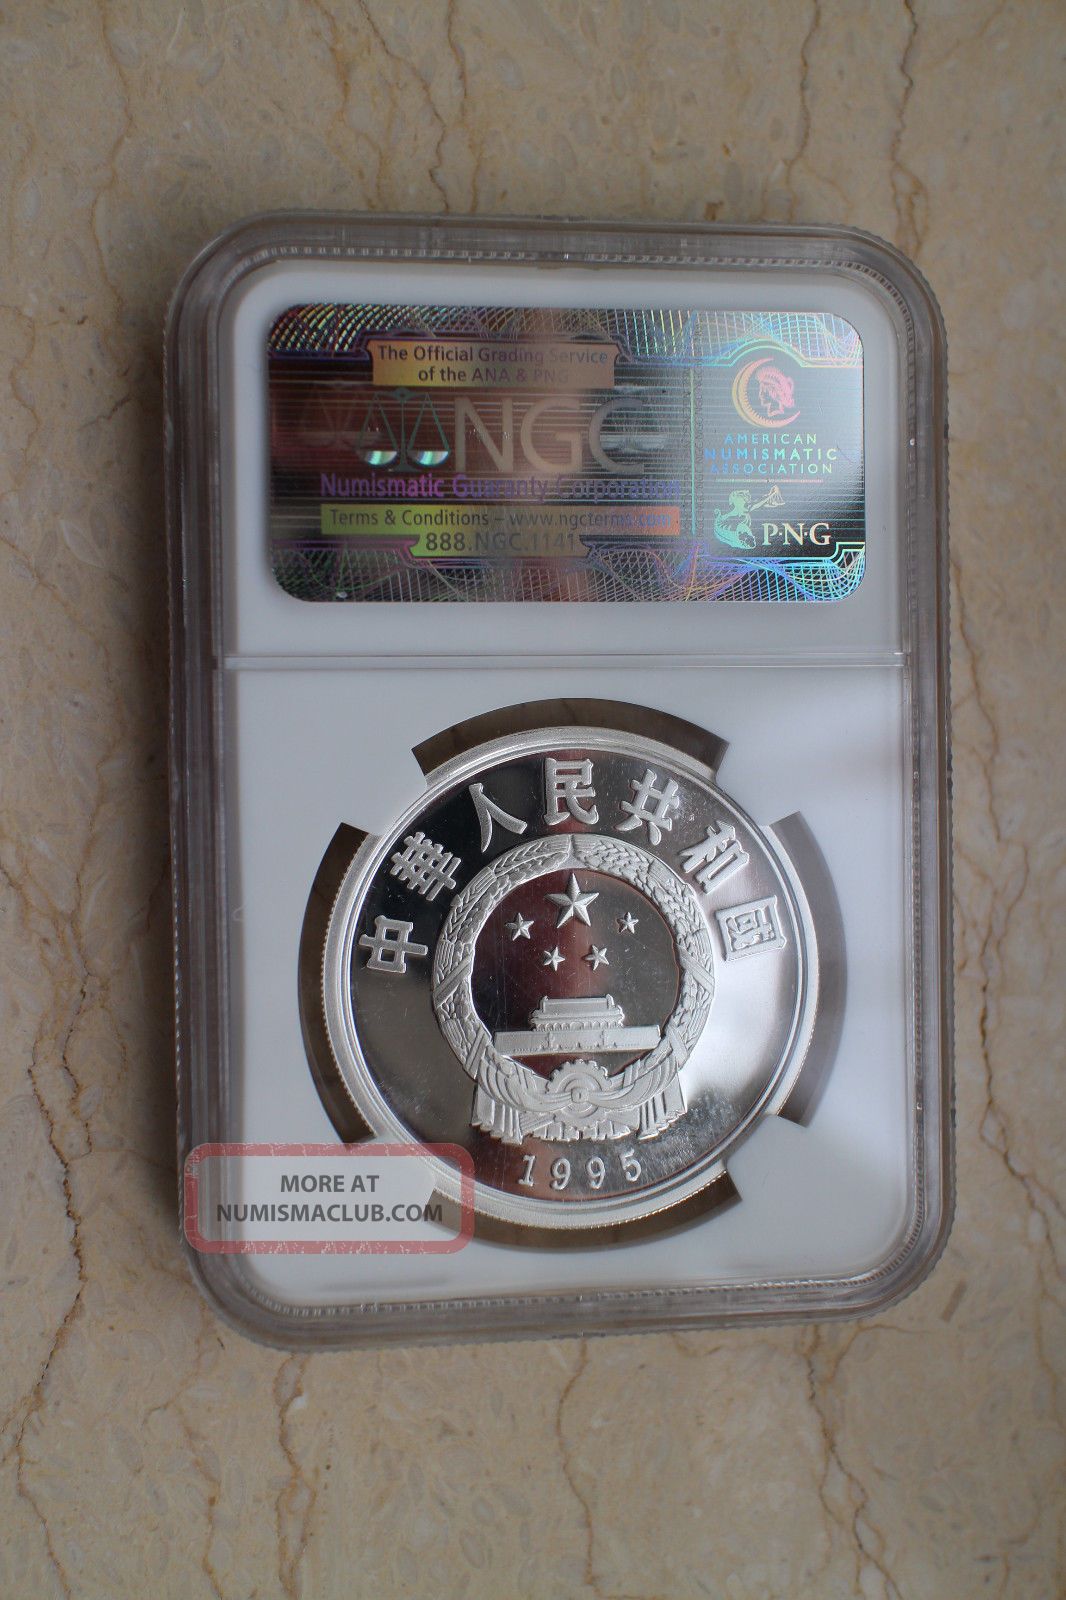 The Official Grading Service
of the ANA & PNG
NGC
Numismatic Guaranty Corporation
Terms & Conditions – www.ngcterms.com
888.NGC.1141
AMERICAN
NUMISMATIC
ASSOCIATION
P·N·G
中華人民共和國
1995
MORE AT
NUMISMACLUB.COM